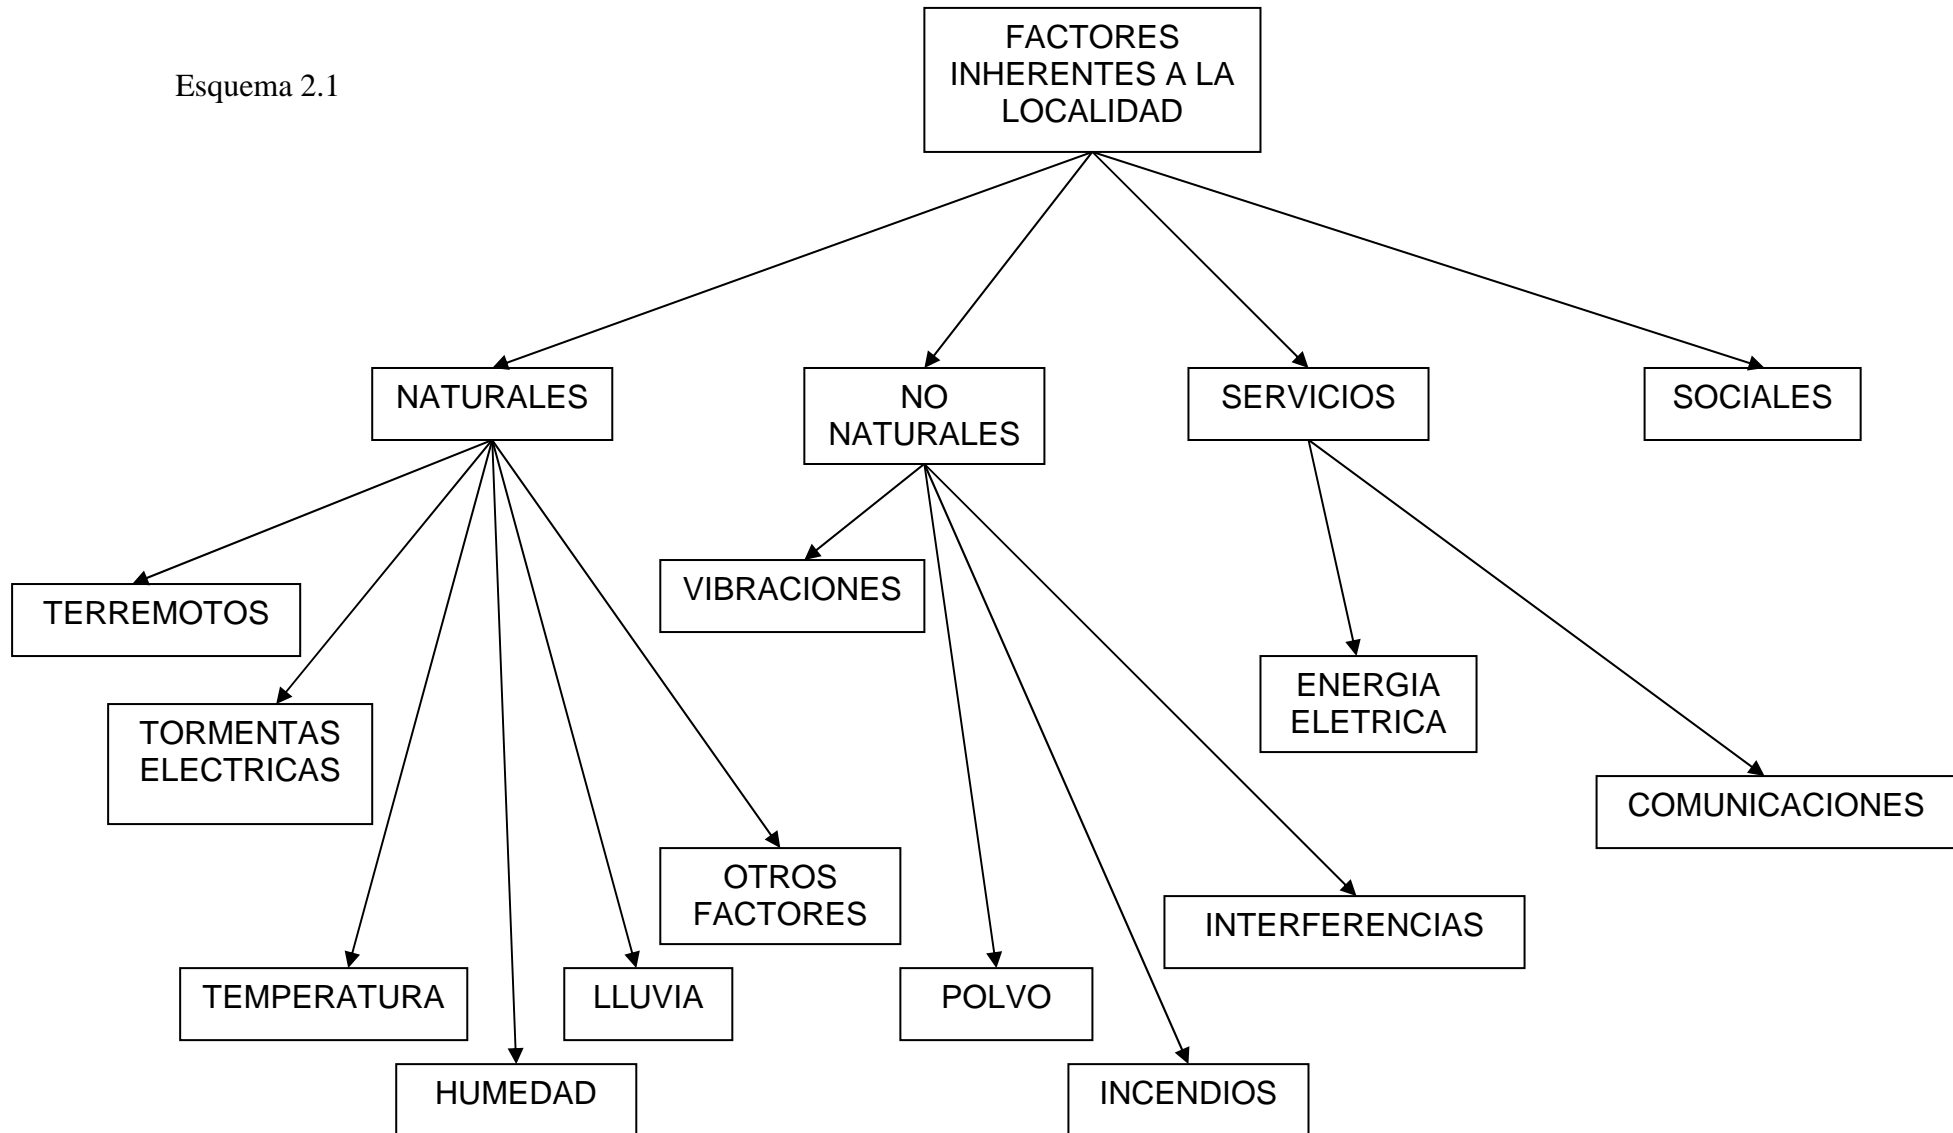 Esquema 2.1
FACTORES
INHERENTES A LA
LOCALIDAD
NATURALES
NO
NATURALES
SERVICIOS
SOCIALES
TERREMOTOS
TORMENTAS
ELECTRICAS
TEMPERATURA
HUMEDAD
LLUVIA
OTROS
FACTORES
VIBRACIONES
POLVO
INCENDIOS
INTERFERENCIAS
ENERGIA
ELETRICA
COMUNICACIONES